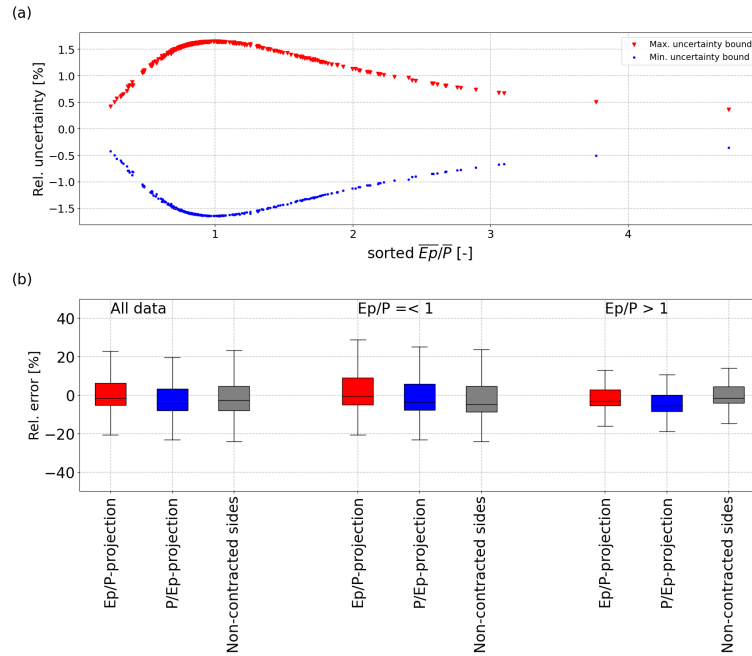 (a)
Rel. uncertainty [%]
1.5
1.0
0.5
0.0
−0.5
−1.0
−1.5
Max. uncertainty bound
Min. uncertainty bound
1 2 3 4
sorted Ep/P [-]
(b)
Rel. error [%]
40
20
0
−20
−40
All data Ep/P =< 1 Ep/P > 1
Ep/P-projection
P/Ep-projection
Non-contracted sides
Ep/P-projection
P/Ep-projection
Non-contracted sides
Ep/P-projection
P/Ep-projection
Non-contracted sides